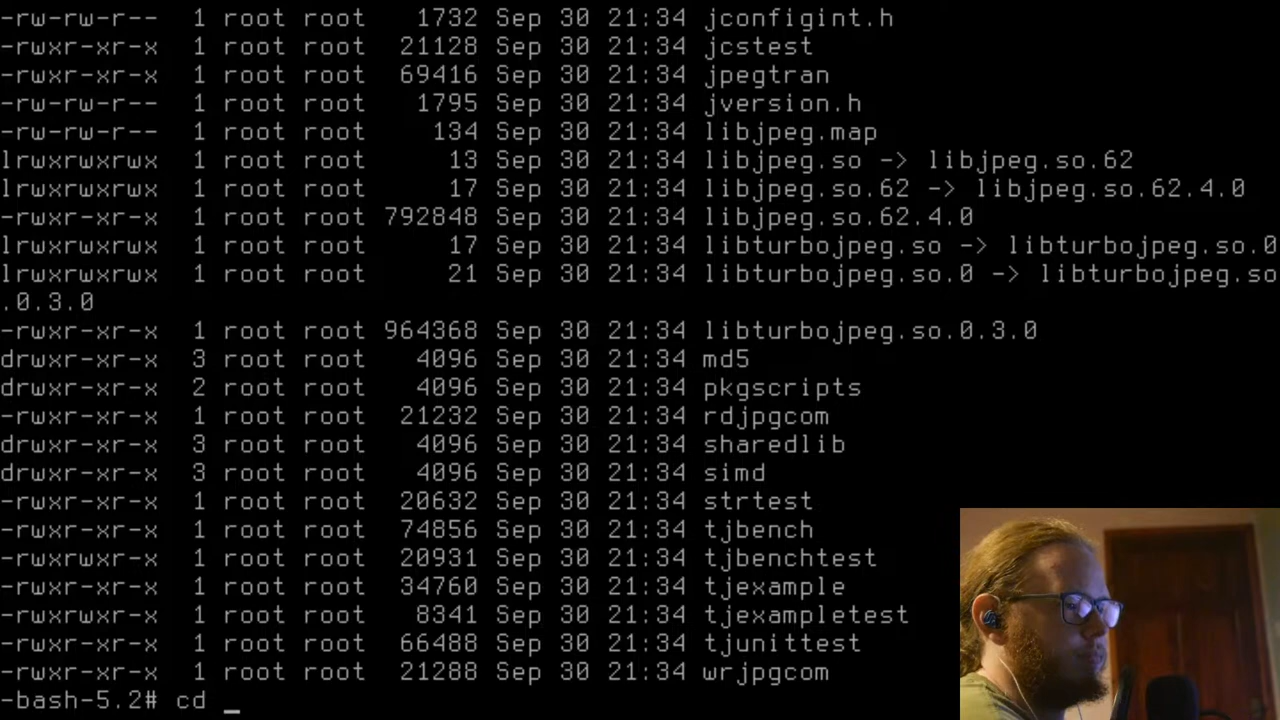 -rw-rw-r-- 1 root root 1732 Sep 30 21:34 jconfigint.h
-rwxr-xr-x 1 root root 21128 Sep 30 21:34 jcstest
-rwxr-xr-x 1 root root 69416 Sep 30 21:34 jpegtran
-rw-rw-r-- 1 root root 1795 Sep 30 21:34 jversion.h
-rw-rw-r-- 1 root root 134 Sep 30 21:34 libjpeg.map
lrwxrwxrwx 1 root root 13 Sep 30 21:34 libjpeg.so -> libjpeg.so.62
lrwxrwxrwx 1 root root 17 Sep 30 21:34 libjpeg.so.62 -> libjpeg.so.62.4.0
-rwxr-xr-x 1 root root 792848 Sep 30 21:34 libjpeg.so.62.4.0
lrwxrwxrwx 1 root root 17 Sep 30 21:34 libturbojpeg.so -> libturbojpeg.so.0
lrwxrwxrwx 1 root root 21 Sep 30 21:34 libturbojpeg.so.0 -> libturbojpeg.so
.0.3.0
-rwxr-xr-x 1 root root 964368 Sep 30 21:34 libturbojpeg.so.0.3.0
drwxr-xr-x 3 root root 4096 Sep 30 21:34 md5
drwxr-xr-x 2 root root 4096 Sep 30 21:34 pkgscripts
-rwxr-xr-x 1 root root 21232 Sep 30 21:34 rdjpgcom
drwxr-xr-x 3 root root 4096 Sep 30 21:34 sharedlib
drwxr-xr-x 3 root root 4096 Sep 30 21:34 simd
-rwxr-xr-x 1 root root 20632 Sep 30 21:34 strtest
-rwxr-xr-x 1 root root 74856 Sep 30 21:34 tjbench
-rwxrwxr-x 1 root root 20931 Sep 30 21:34 tjbenchtest
-rwxr-xr-x 1 root root 34760 Sep 30 21:34 tjexample
-rwxrwxr-x 1 root root 8341 Sep 30 21:34 tjexampletest
-rwxr-xr-x 1 root root 66488 Sep 30 21:34 tjunittest
-rwxr-xr-x 1 root root 21288 Sep 30 21:34 wrjpgcom
-bash-5.2# cd _